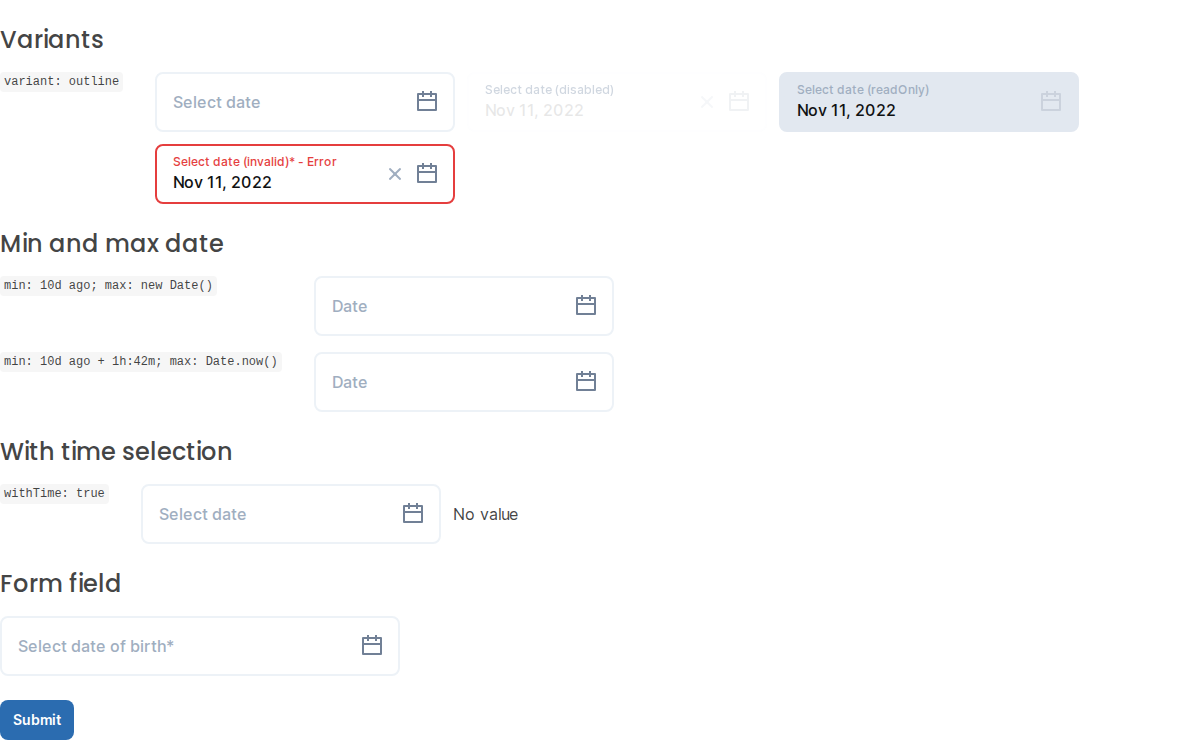 Variants
variant: outline
Select date
Select date (disabled)
Nov 11, 2022
Select date (readOnly)
Nov 11, 2022
Select date (invalid)* - Error
Nov 11, 2022
Min and max date
min: 10d ago; max: new Date()
Date
min: 10d ago + 1h:42m; max: Date.now()
Date
With time selection
withTime: true
Select date
No value
Form field
Select date of birth*
Submit